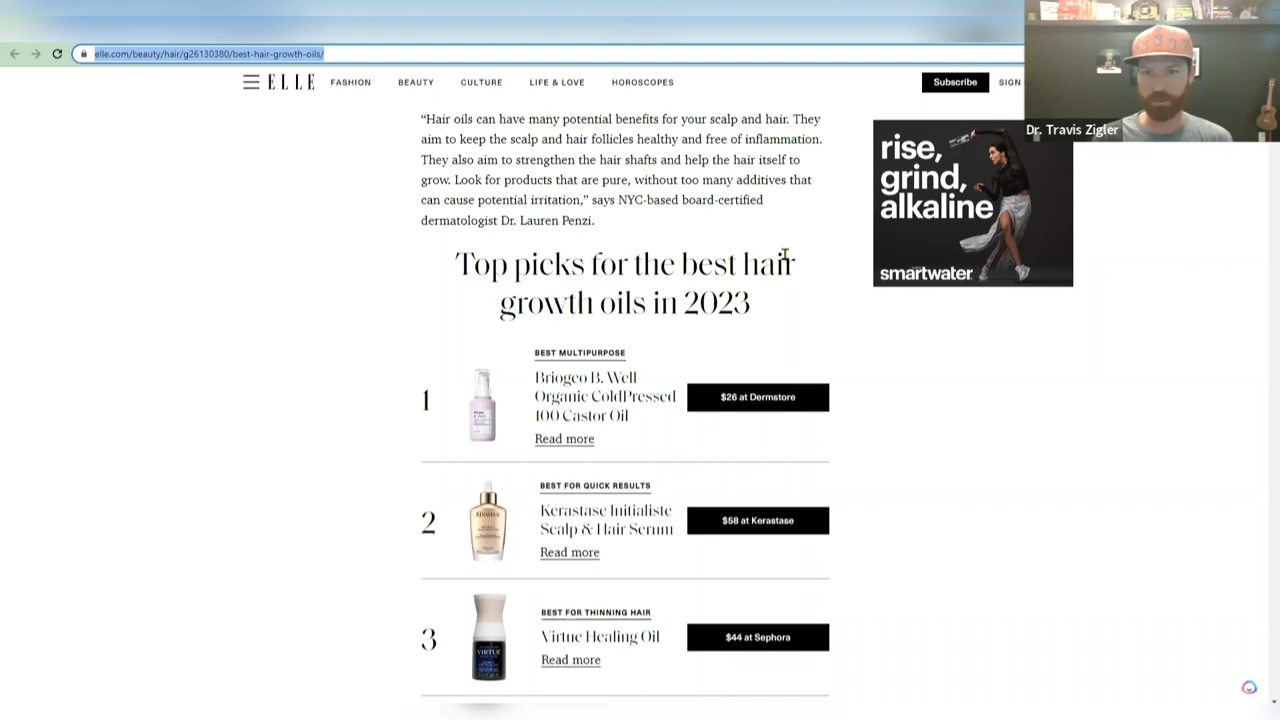 elle.com/beauty/hair/g26130380/best-hair-growth-oils/
ELLE FASHION BEAUTY CULTURE LIFE & LOVE HOROSCOPES Subscribe SIGN
Dr. Travis Zigler
“Hair oils can have many potential benefits for your scalp and hair. They
aim to keep the scalp and hair follicles healthy and free of inflammation.
They also aim to strengthen the hair shafts and help the hair itself to
grow. Look for products that are pure, without too many additives that
can cause potential irritation,” says NYC-based board-certified
dermatologist Dr. Lauren Penzi.
rise,
grind,
alkaline
smartwater
Top picks for the best hair
growth oils in 2023
1
BEST MULTIPURPOSE
Briogeo B. Well
Organic ColdPressed
100 Castor Oil
Read more
$26 at Dermstore
2
BEST FOR QUICK RESULTS
Kerastase Initialiste
Scalp & Hair Serum
Read more
$58 at Kerastase
3
VIRTUE
BEST FOR THINNING HAIR
Virtue Healing Oil
Read more
$44 at Sephora